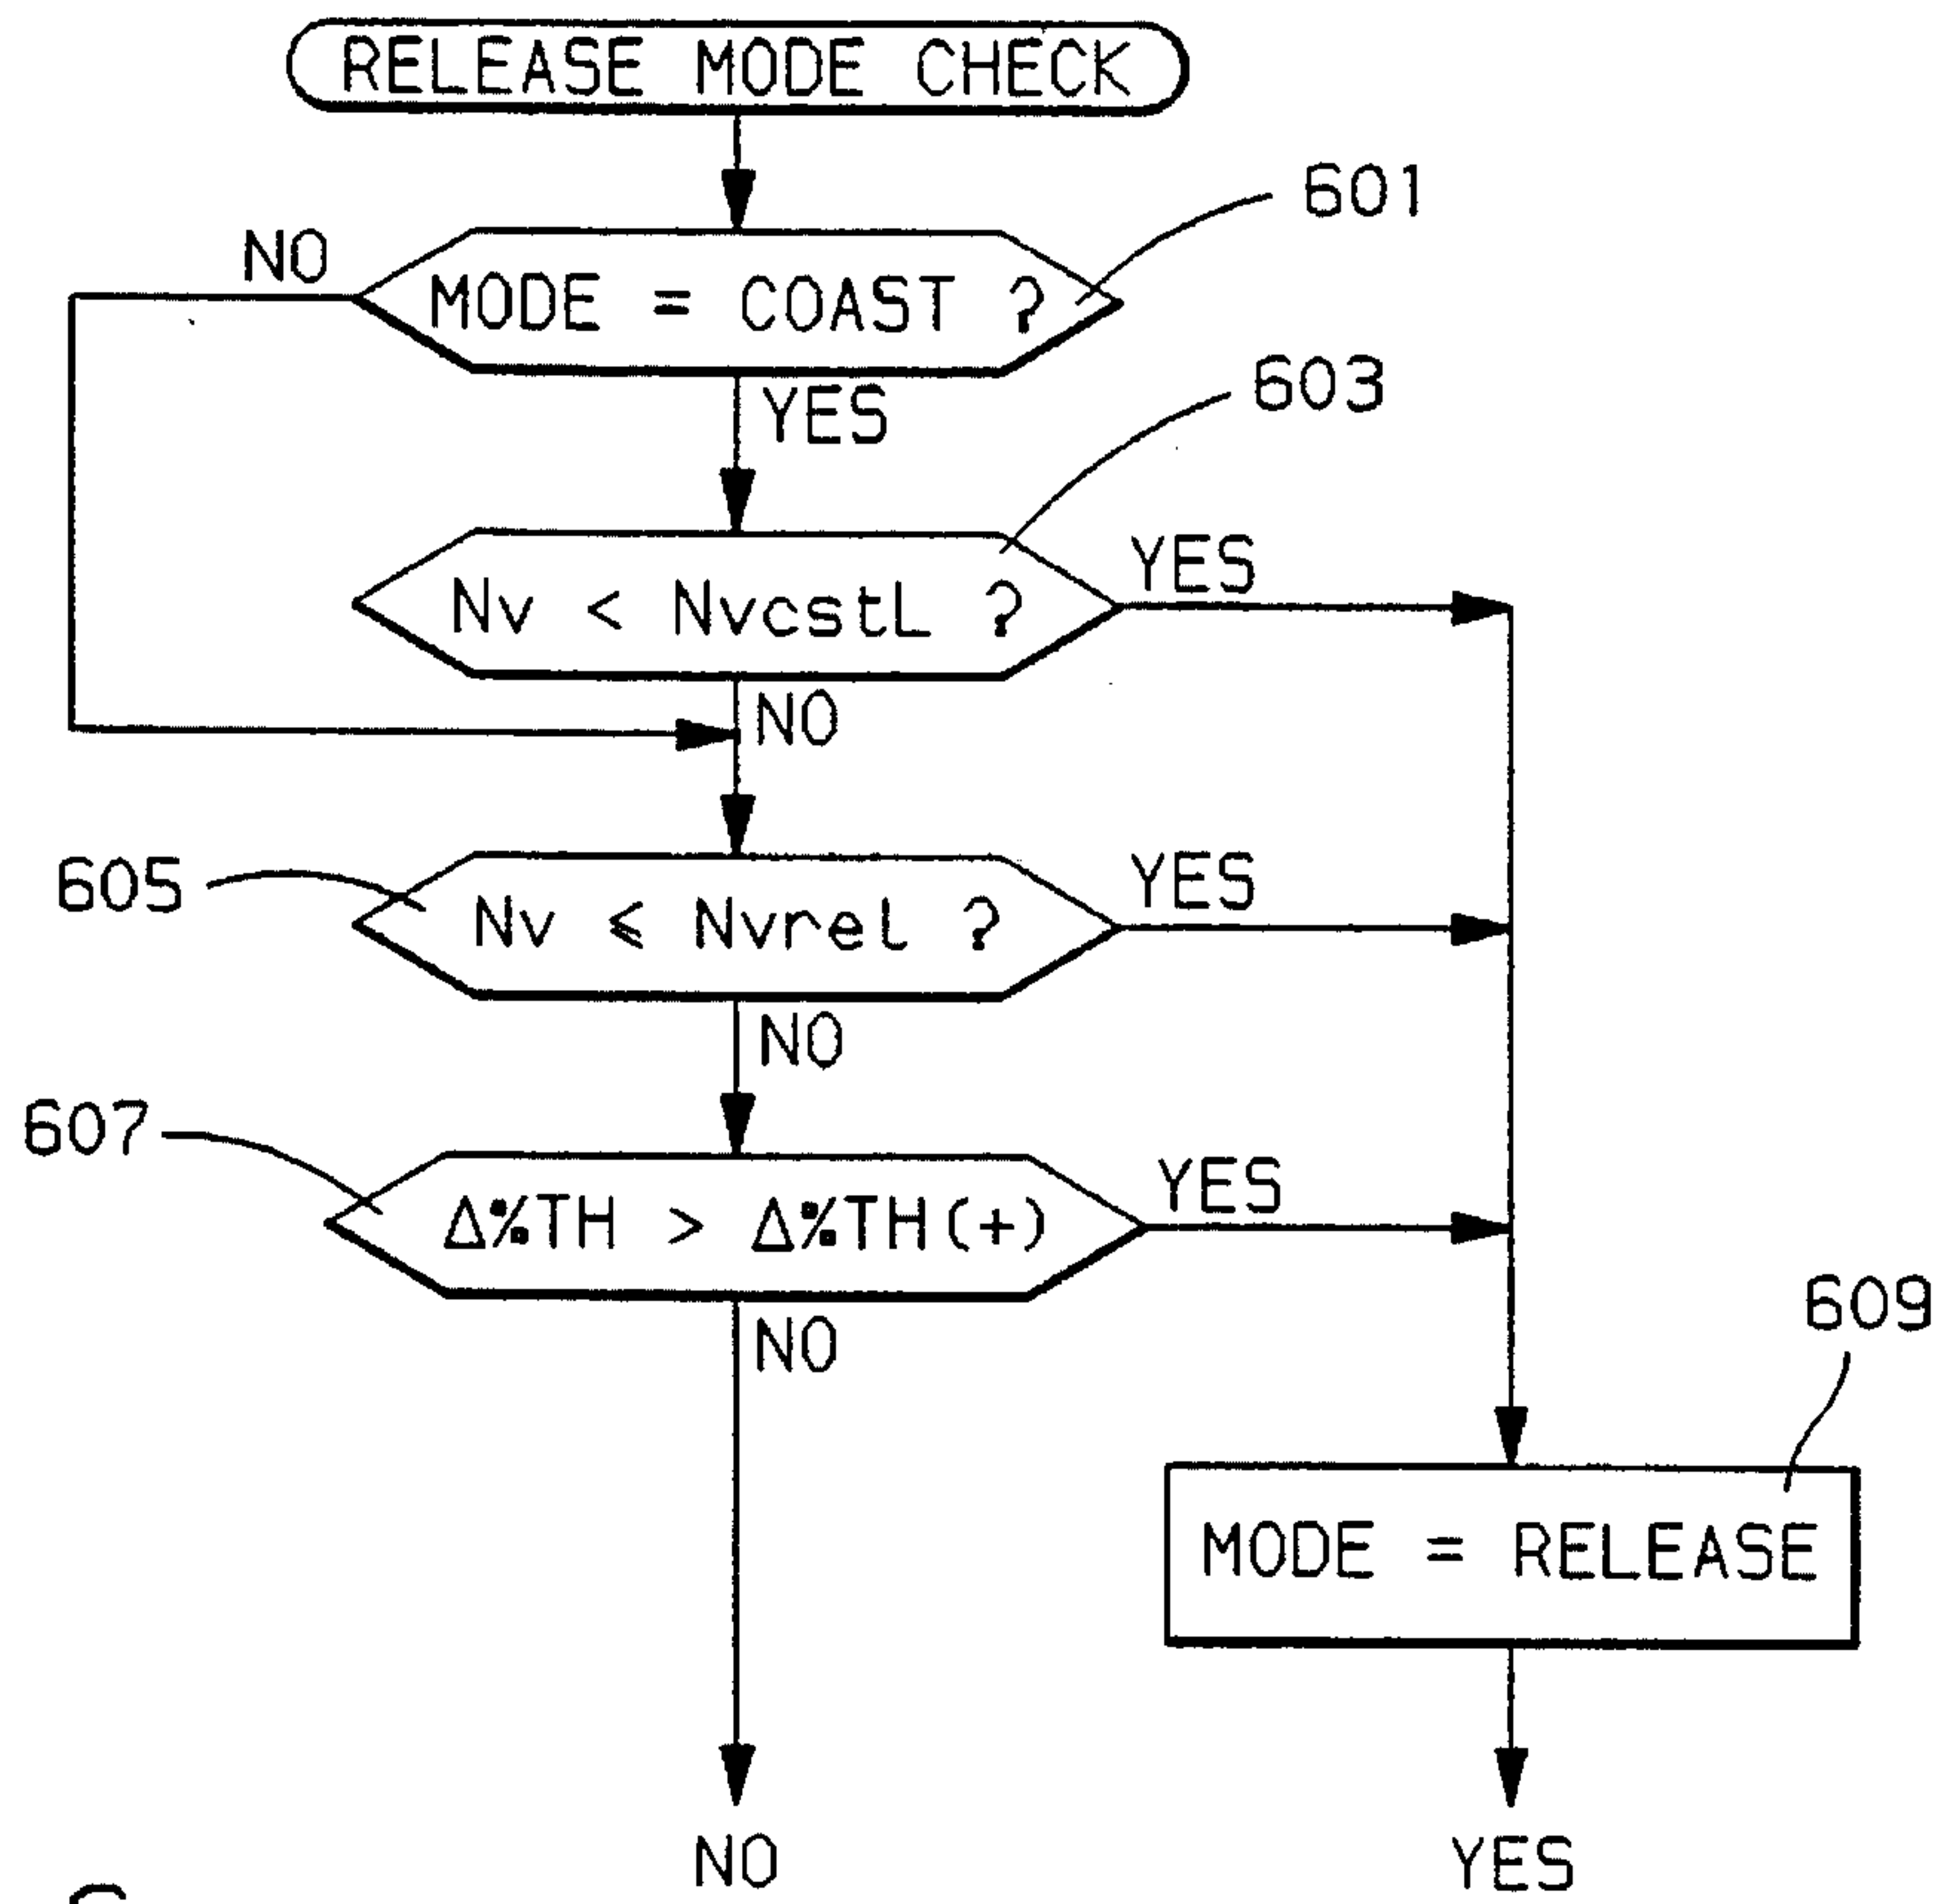 RELEASE MODE CHECK
601
NO
MODE = COAST ?
603
YES
Nv < NvcstL ?
YES
NO
605
Nv ≤ Nvrel ?
YES
NO
607
Δ%TH > Δ%TH(+)
YES
609
NO
MODE = RELEASE
NO
YES